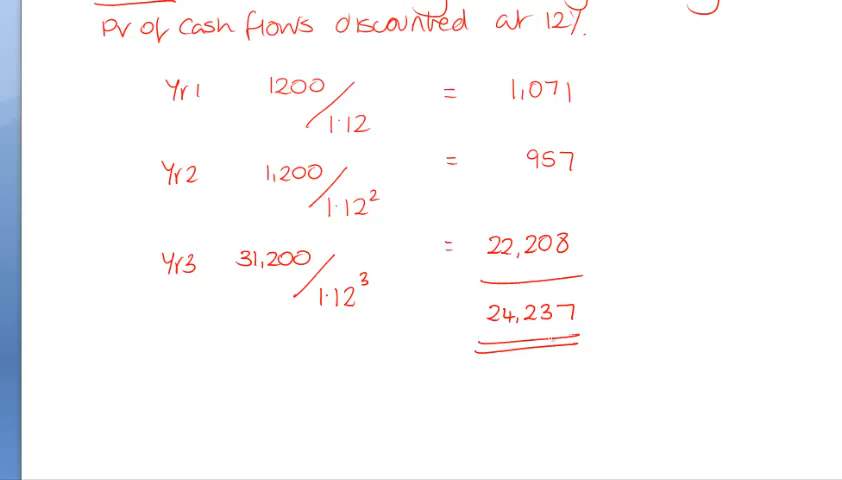 PV of cash flows discounted at 12%.
Yr1 1200/1.12 = 1,071
Yr2 1,200/1.12² = 957
Yr3 31,200/1.12³ = 22,208
24,237